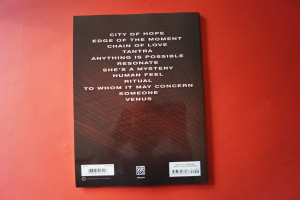 CITY OF HOPE
EDGE OF THE MOMENT
CHAIN OF LOVE
TANTRA
ANYTHING IS POSSIBLE
RESONATE
SHE'S A MYSTERY
HUMAN FEEL
RITUAL
TO WHOM IT MAY CONCERN
SOMEONE
VENUS